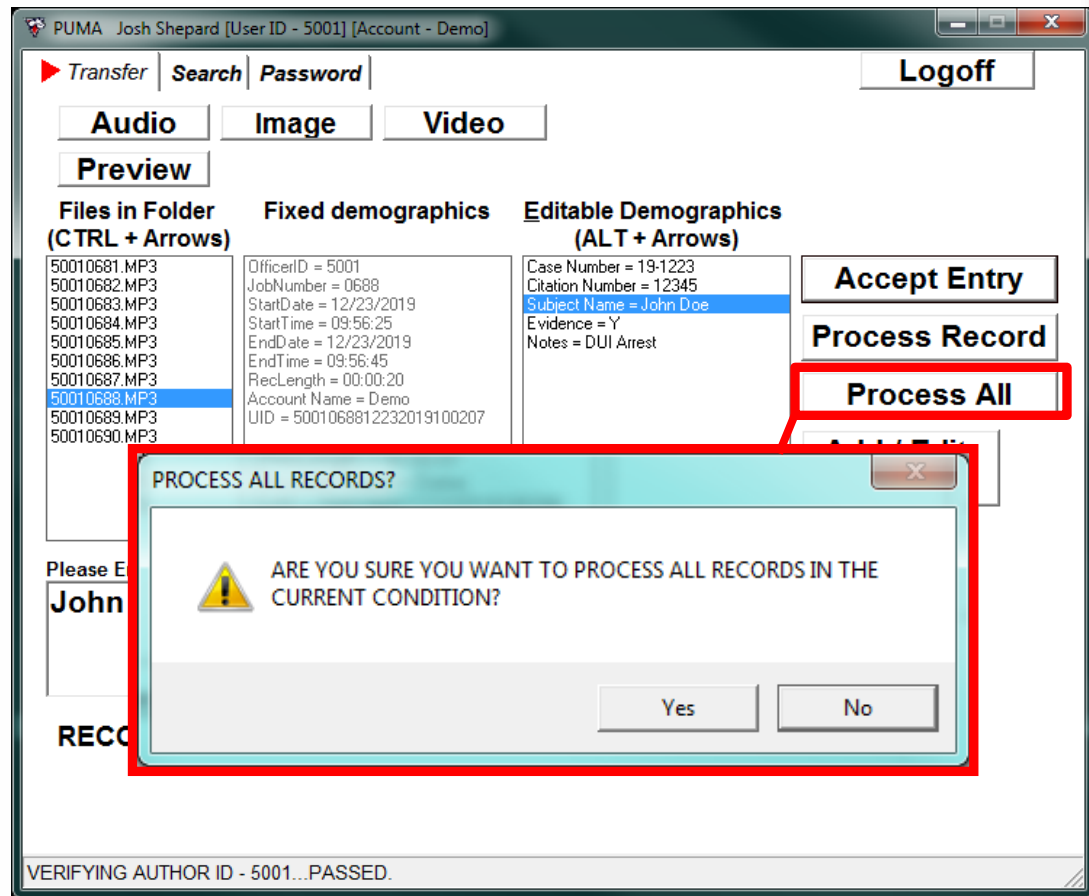 PUMA Josh Shepard [User ID - 5001] [Account - Demo]
Transfer Search Password Logoff
Audio Image Video
Preview
Files in Folder
(CTRL + Arrows)
50010681.MP3
50010682.MP3
50010683.MP3
50010684.MP3
50010685.MP3
50010686.MP3
50010687.MP3
50010688.MP3
50010689.MP3
50010690.MP3
Fixed demographics
OfficerID = 5001
JobNumber = 0688
StartDate = 12/23/2019
StartTime = 09:56:25
EndDate = 12/23/2019
EndTime = 09:56:45
RecLength = 00:00:20
Account Name = Demo
UID = 5001068812232019100207
Editable Demographics
(ALT + Arrows)
Case Number = 19-1223
Citation Number = 12345
Subject Name = John Doe
Evidence = Y
Notes = DUI Arrest
Accept Entry
Process Record
Process All
PROCESS ALL RECORDS?
ARE YOU SURE YOU WANT TO PROCESS ALL RECORDS IN THE
CURRENT CONDITION?
Yes No
Please E
John
RECO
VERIFYING AUTHOR ID - 5001...PASSED.